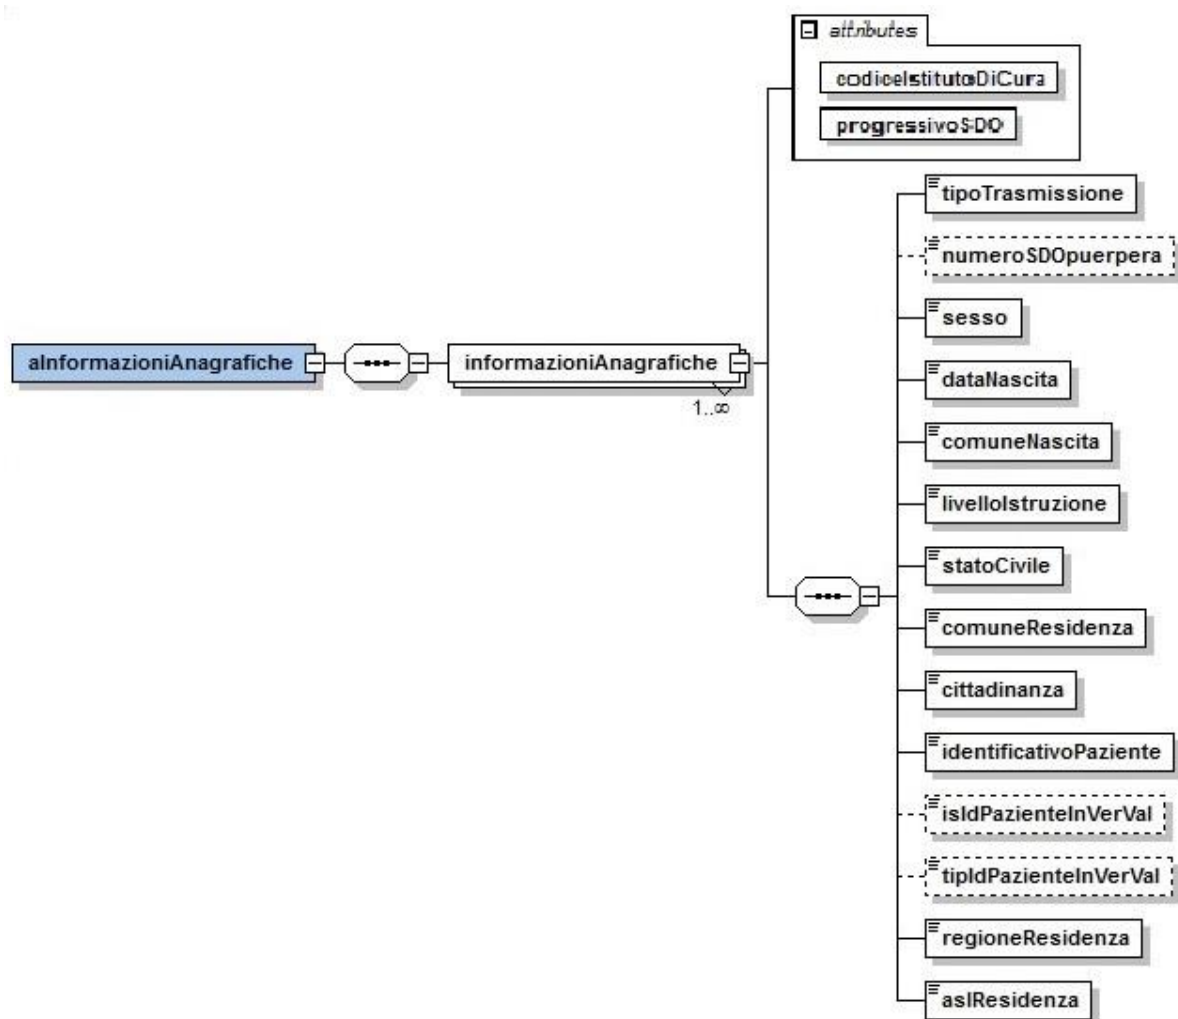 attributes
codiceIstitutoDiCura
progressivoSDO
tipoTrasmissione
numeroSDOpuerpera
sesso
aInformazioniAnagrafiche
informazioniAnagrafiche
1..∞
dataNascita
comuneNascita
livelloIstruzione
statoCivile
comuneResidenza
cittadinanza
identificativoPaziente
isIdPazienteInVerVal
tipIdPazienteInVerVal
regioneResidenza
aslResidenza